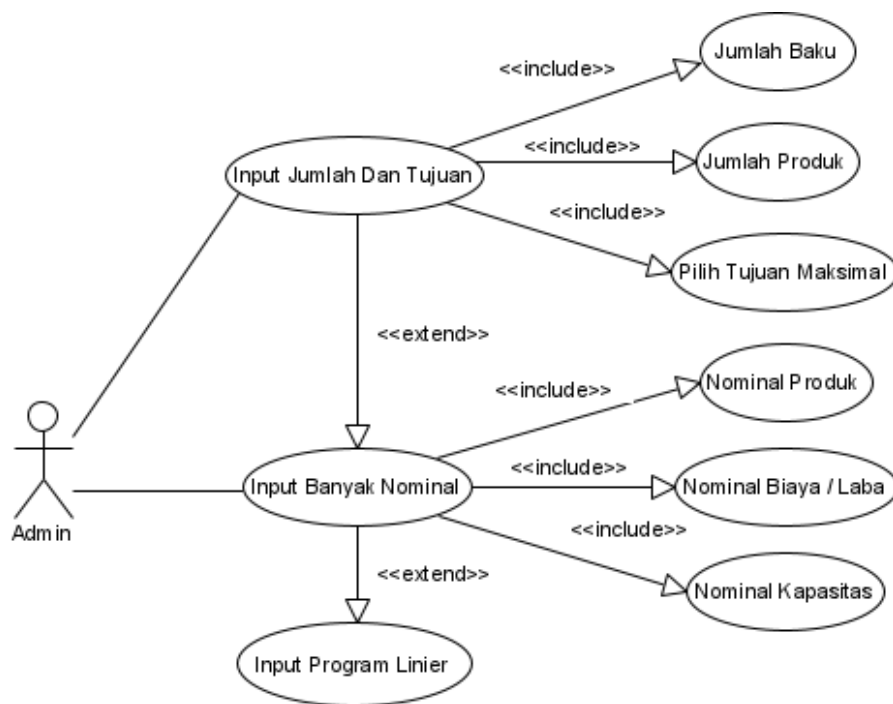 Jumlah Baku
<<include>>
<<include>>
Input Jumlah Dan Tujuan
Jumlah Produk
<<include>>
Pilih Tujuan Maksimal
<<extend>>
Nominal Produk
<<include>>
<<include>>
Input Banyak Nominal
Nominal Biaya / Laba
Admin
<<include>>
<<extend>>
Nominal Kapasitas
Input Program Linier